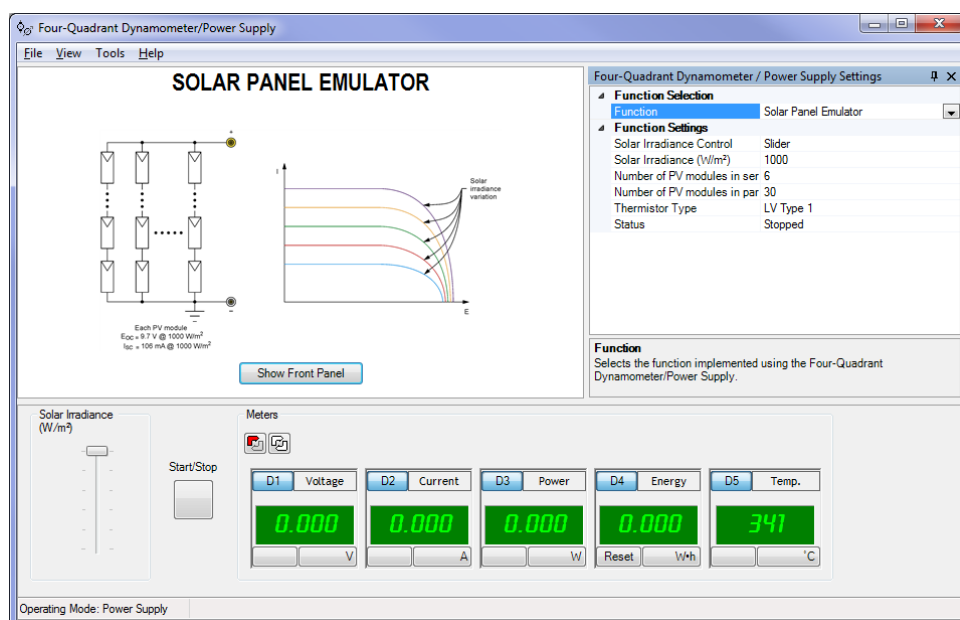 Four-Quadrant Dynamometer/Power Supply
File View Tools Help
SOLAR PANEL EMULATOR
+
-
Each PV module
EOC = 9.7 V @ 1000 W/m²
ISC = 106 mA @ 1000 W/m²
I
Solar
irradiance
variation
E
Show Front Panel
Four-Quadrant Dynamometer / Power Supply Settings
Function Selection
Function Solar Panel Emulator
Function Settings
Solar Irradiance Control Slider
Solar Irradiance (W/m²) 1000
Number of PV modules in ser 6
Number of PV modules in par 30
Thermistor Type LV Type 1
Status Stopped
Function
Selects the function implemented using the Four-Quadrant
Dynamometer/Power Supply.
Solar Irradiance
(W/m²)
Start/Stop
Meters
D1 Voltage D2 Current D3 Power D4 Energy D5 Temp.
0.000 0.000 0.000 0.000 341
V A W Reset W•h °C
Operating Mode: Power Supply